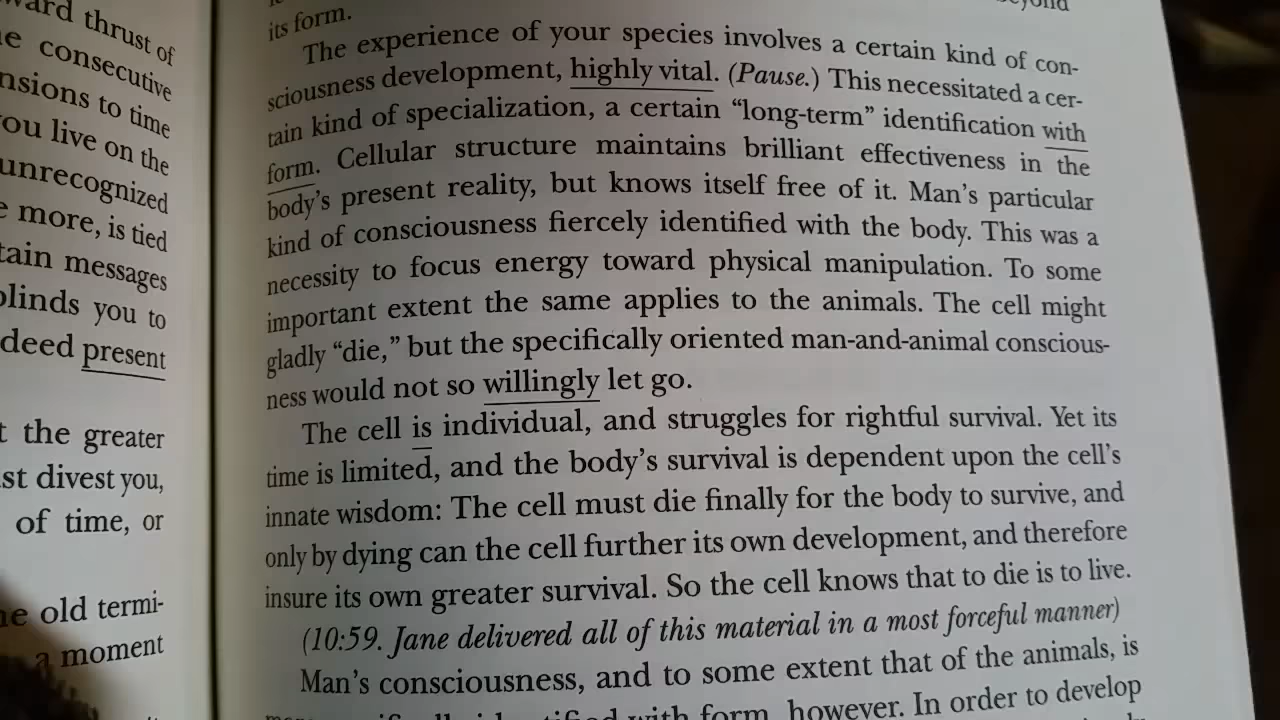 ward thrust of
consecutive
nsions to time
you live on the
unrecognized
more, is tied
tain messages
blinds you to
deed present
the greater
st divest you,
of time, or
old termi-
a moment
its form.
The experience of your species involves a certain kind of con-
sciousness development, highly vital. (Pause.) This necessitated a cer-
tain kind of specialization, a certain “long-term” identification with
form. Cellular structure maintains brilliant effectiveness in the
body’s present reality, but knows itself free of it. Man’s particular
kind of consciousness fiercely identified with the body. This was a
necessity to focus energy toward physical manipulation. To some
important extent the same applies to the animals. The cell might
gladly “die,” but the specifically oriented man-and-animal conscious-
ness would not so willingly let go.
The cell is individual, and struggles for rightful survival. Yet its
time is limited, and the body’s survival is dependent upon the cell’s
innate wisdom: The cell must die finally for the body to survive, and
only by dying can the cell further its own development, and therefore
insure its own greater survival. So the cell knows that to die is to live.
(10:59. Jane delivered all of this material in a most forceful manner)
Man’s consciousness, and to some extent that of the animals, is
identified with form, however. In order to develop